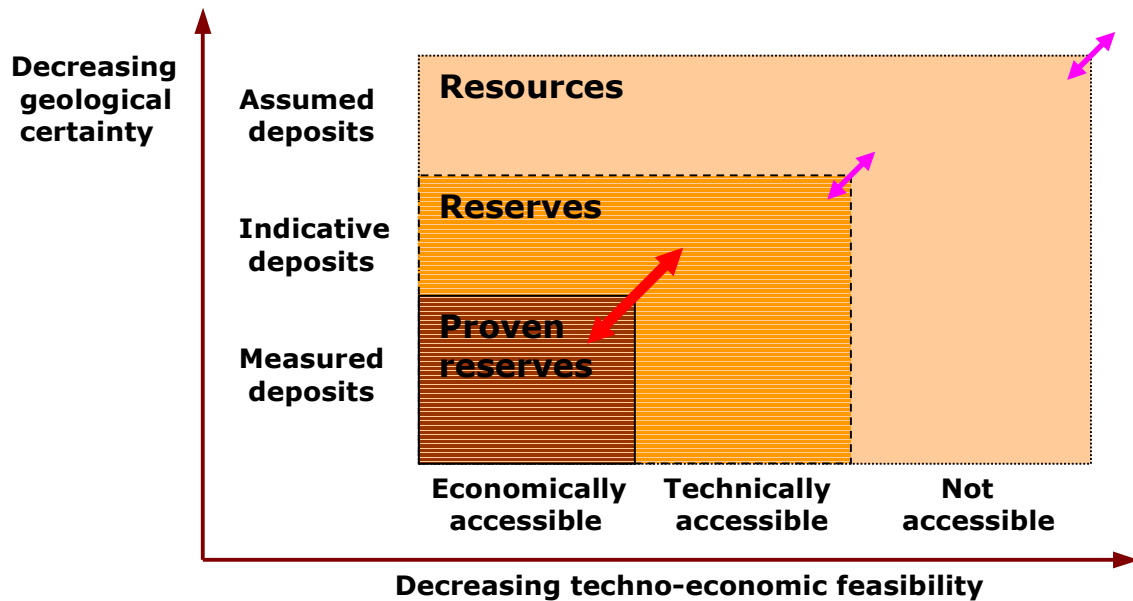 Decreasing
geological
certainty
Assumed
deposits
Resources
Indicative
deposits
Reserves
Measured
deposits
Proven
reserves
Economically
accessible
Technically
accessible
Not
accessible
Decreasing techno-economic feasibility